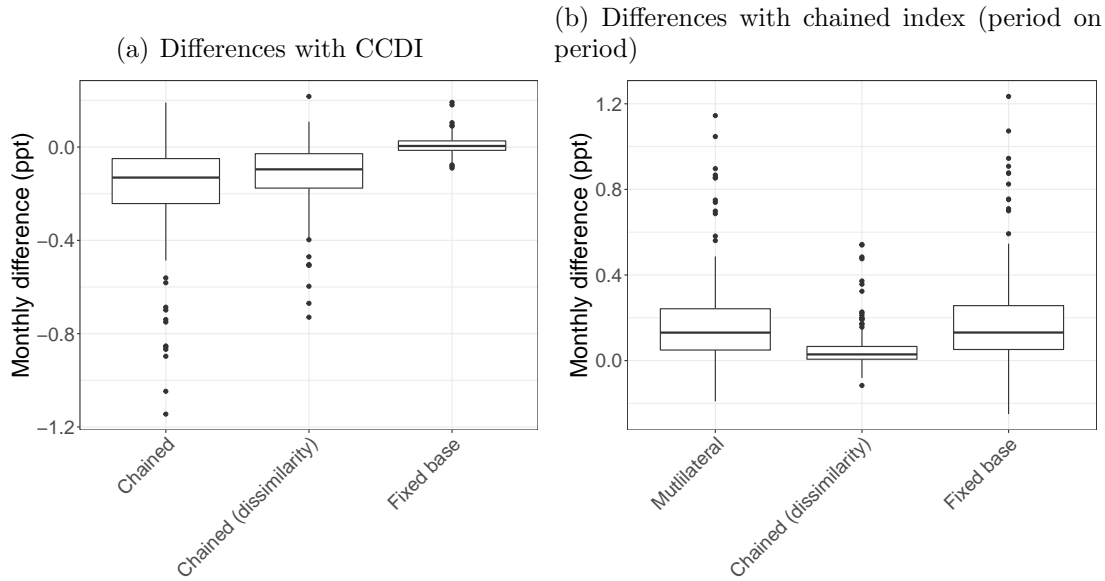 (a) Differences with CCDI
Monthly difference (ppt)
0.0
−0.4
−0.8
−1.2
Chained
Chained (dissimilarity)
Fixed base
(b) Differences with chained index (period on
period)
Monthly difference (ppt)
1.2
0.8
0.4
0.0
Mutlilateral
Chained (dissimilarity)
Fixed base